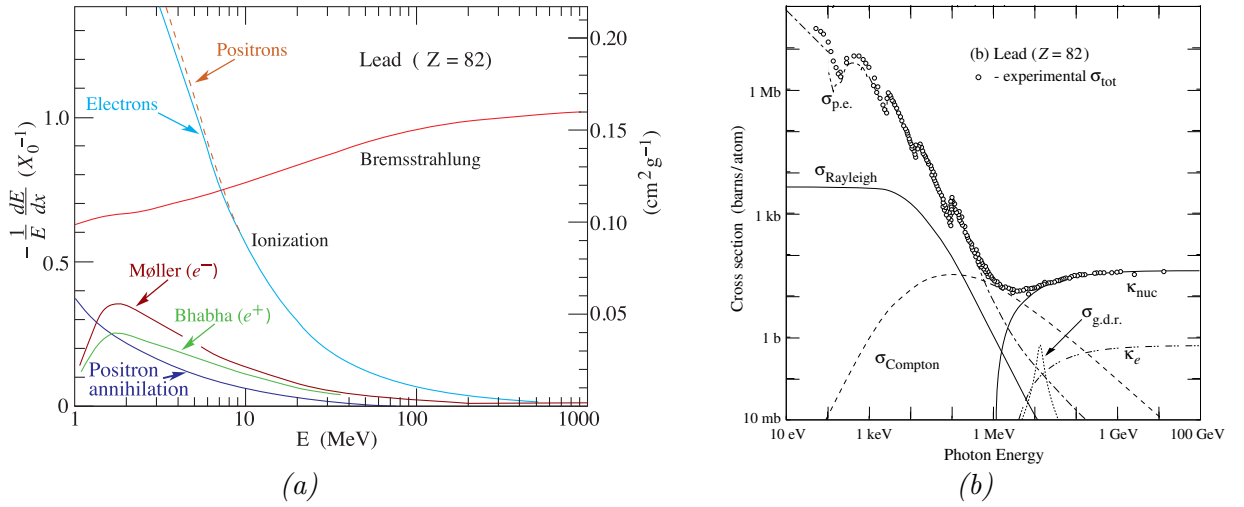 Lead ( Z = 82)
Positrons
Electrons
Bremsstrahlung
Ionization
Møller (e−)
Bhabha (e+)
Positron
annihilation
− 1/E dE/dx (X0−1)
1.0
0.5
0
0.20
0.15
0.10
0.05
(cm2 g−1)
1
10
100
1000
E (MeV)
(a)
(b) Lead (Z = 82)
- experimental σtot
σp.e.
σRayleigh
κnuc
σg.d.r.
σCompton
κe
Cross section (barns/atom)
1 Mb
1 kb
1 b
10 mb
10 eV
1 keV
1 MeV
1 GeV
100 GeV
Photon Energy
(b)